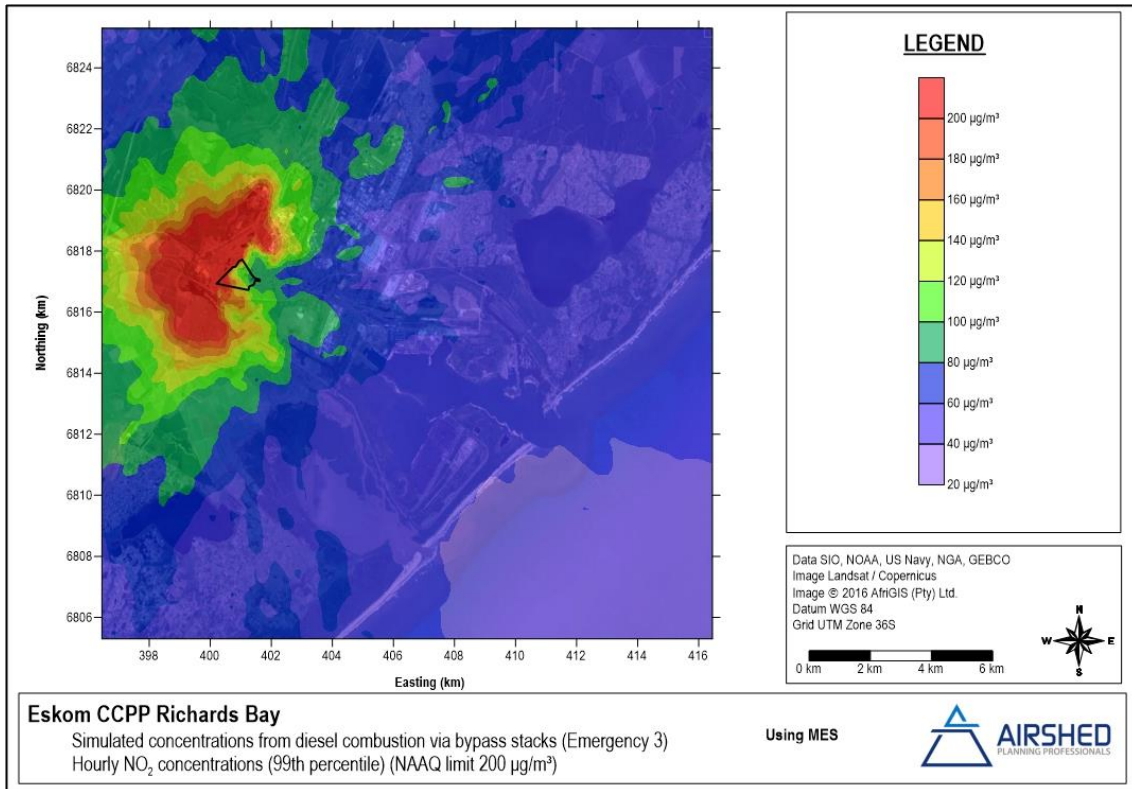 6824
6822
6820
6818
6816
6814
6812
6810
6808
6806
Northing (km)
398 400 402 404 406 408 410 412 414 416
Easting (km)
LEGEND
200 µg/m³
180 µg/m³
160 µg/m³
140 µg/m³
120 µg/m³
100 µg/m³
80 µg/m³
60 µg/m³
40 µg/m³
20 µg/m³
Data SIO, NOAA, US Navy, NGA, GEBCO
Image Landsat / Copernicus
Image © 2016 AfriGIS (Pty) Ltd.
Datum WGS 84
Grid UTM Zone 36S
N
W E
S
0 km 2 km 4 km 6 km
Eskom CCPP Richards Bay
Simulated concentrations from diesel combustion via bypass stacks (Emergency 3)
Hourly NO₂ concentrations (99th percentile) (NAAQ limit 200 µg/m³)
Using MES
AIRSHED
PLANNING PROFESSIONALS